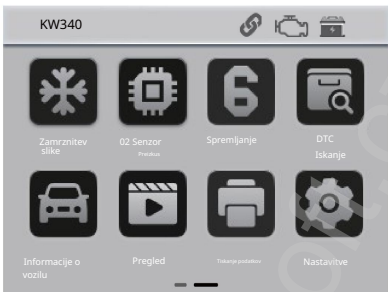 KW340
Zamrznitev
slike
02 Senzor
Preizkus
Spremljanje
DTC
Iskanje
Informacije o
vozilu
Pregled
Tiskanje podatkov
Nastavitve